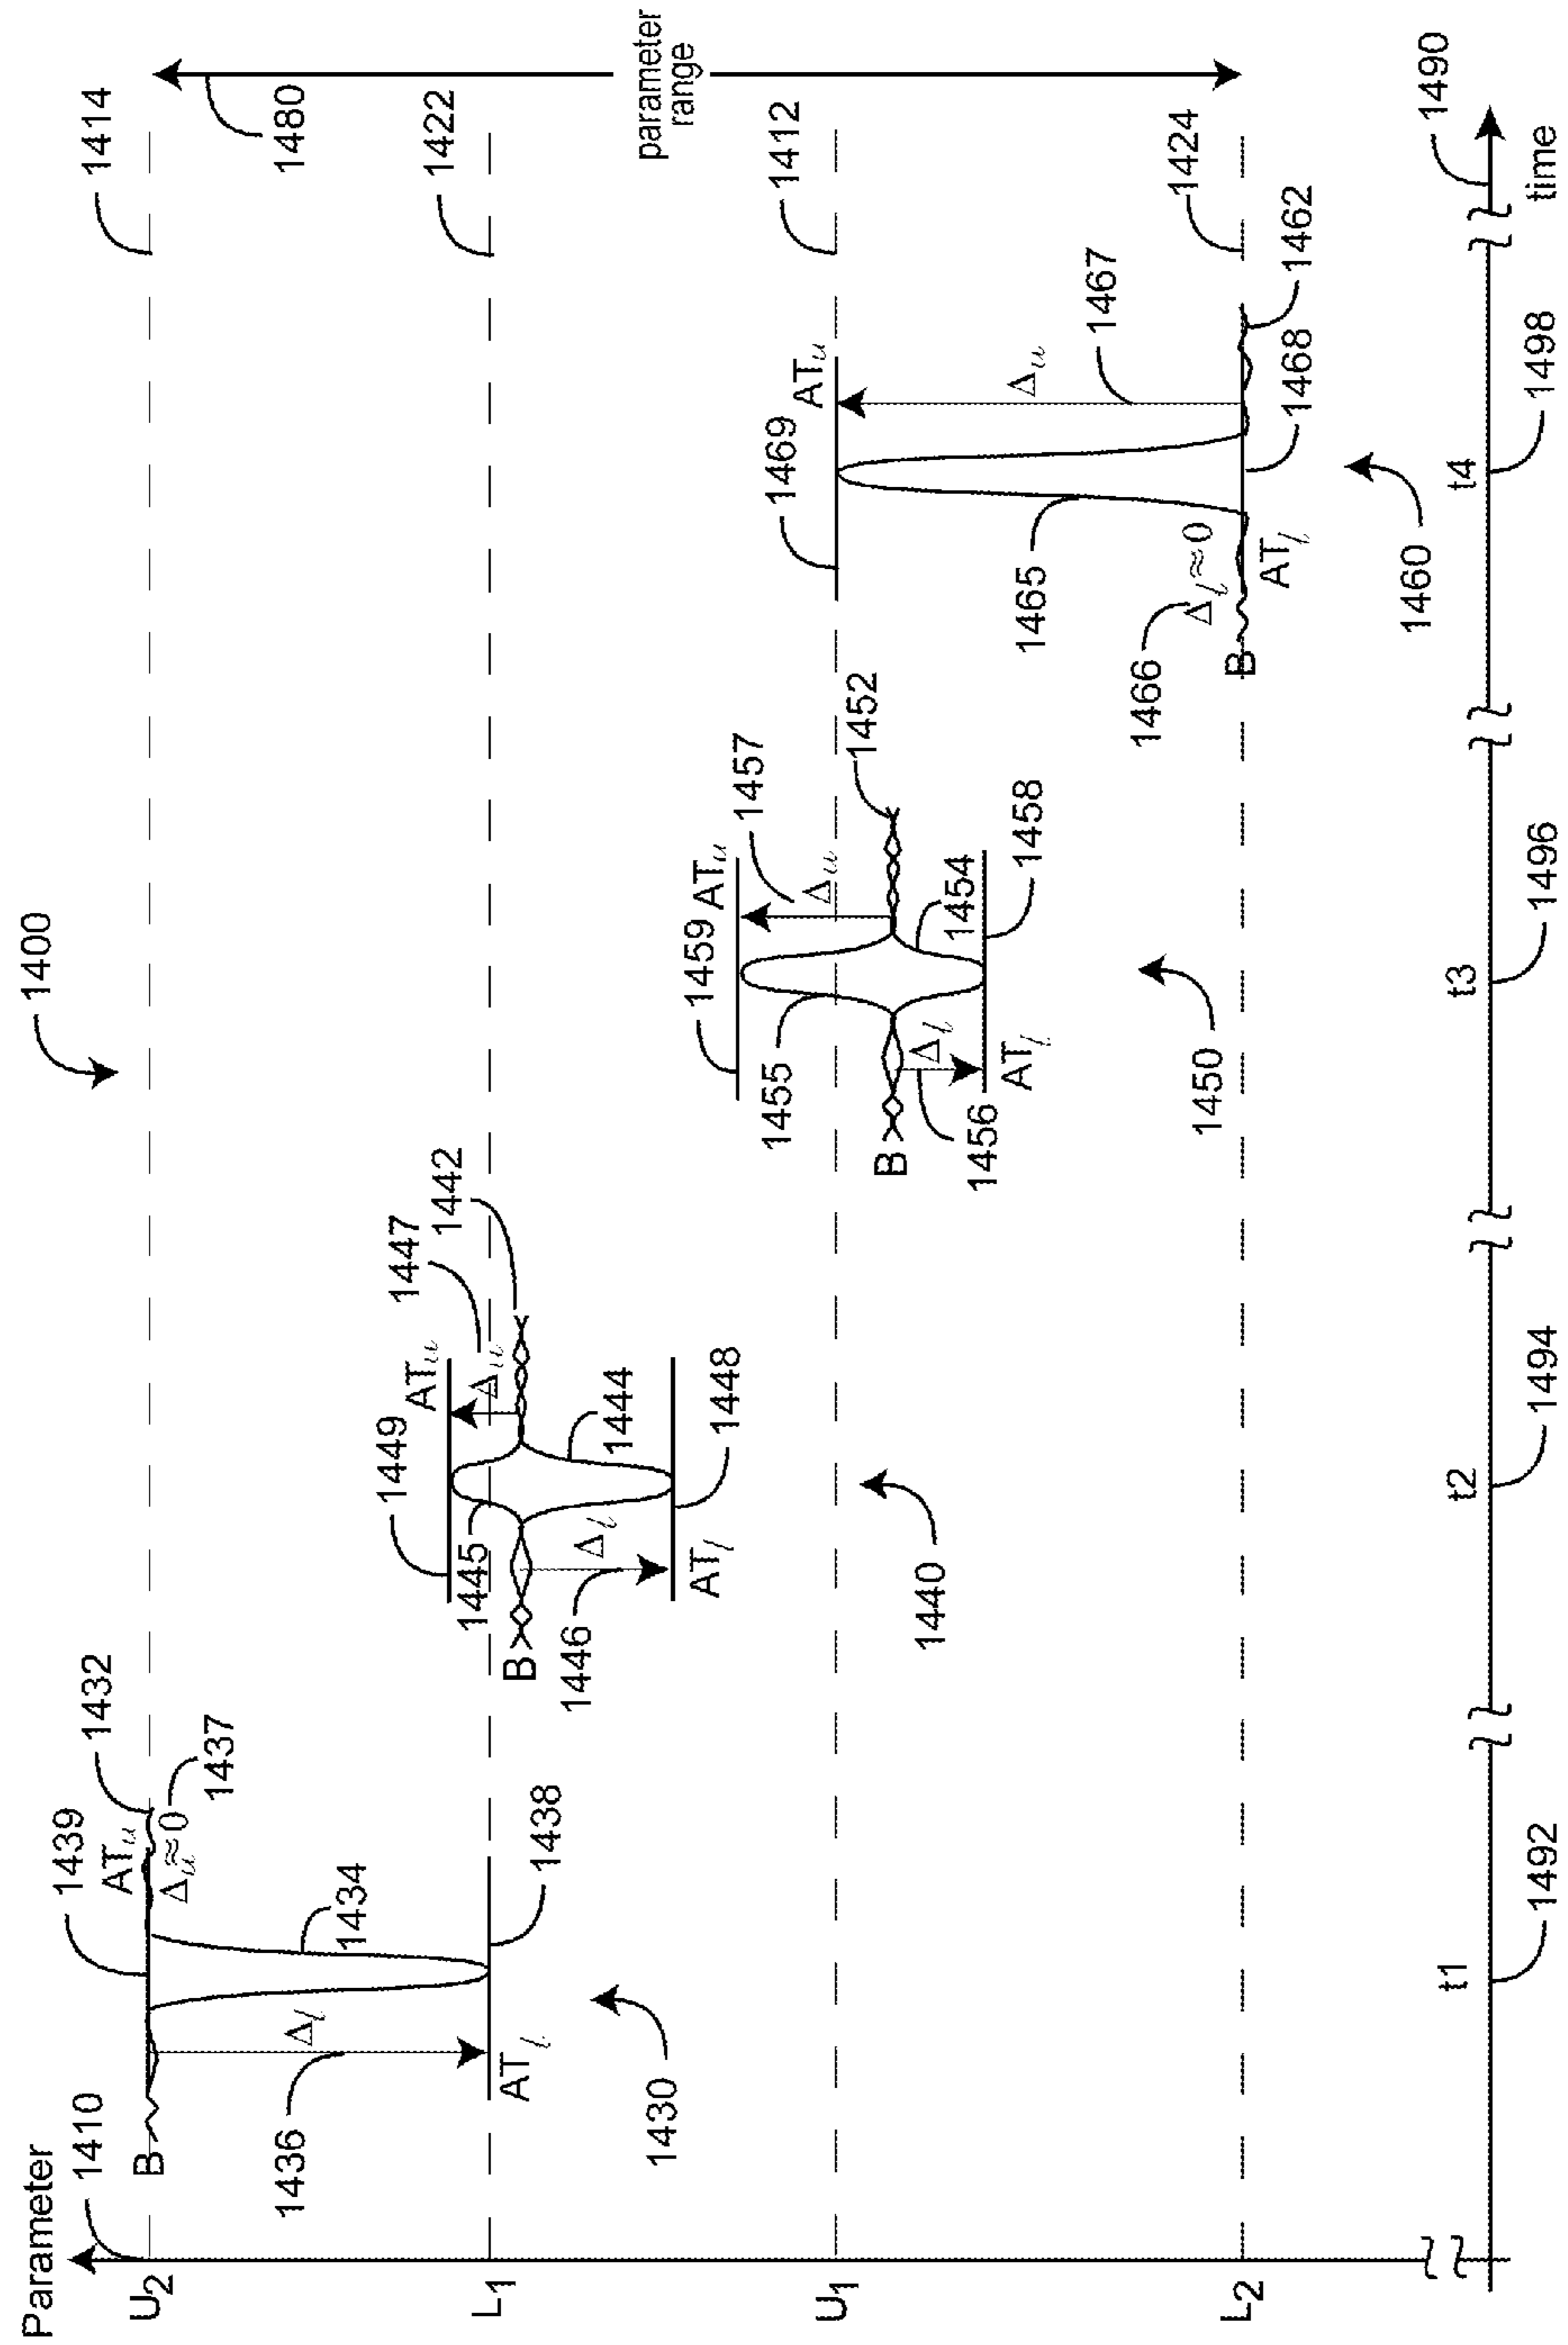 1400
Parameter
1410
U2
L1
U1
L2
1414
1480
1422
parameter
range
1412
1424
1490
time
B
1439
ATu
Δu≈0
1432
1437
1434
Δl
1436
1438
ATl
1430
t1
1492
1449
ATu
1447
1442
Δu
1445
B
1446
Δl
1444
1448
ATl
1440
t2
1494
1459
ATu
1457
1452
Δu
1455
B
1456
Δl
1454
1458
ATl
1450
t3
1496
1469
ATu
Δu
1467
1465
1466
Δl≈0
B
ATl
1468
1462
1460
t4
1498